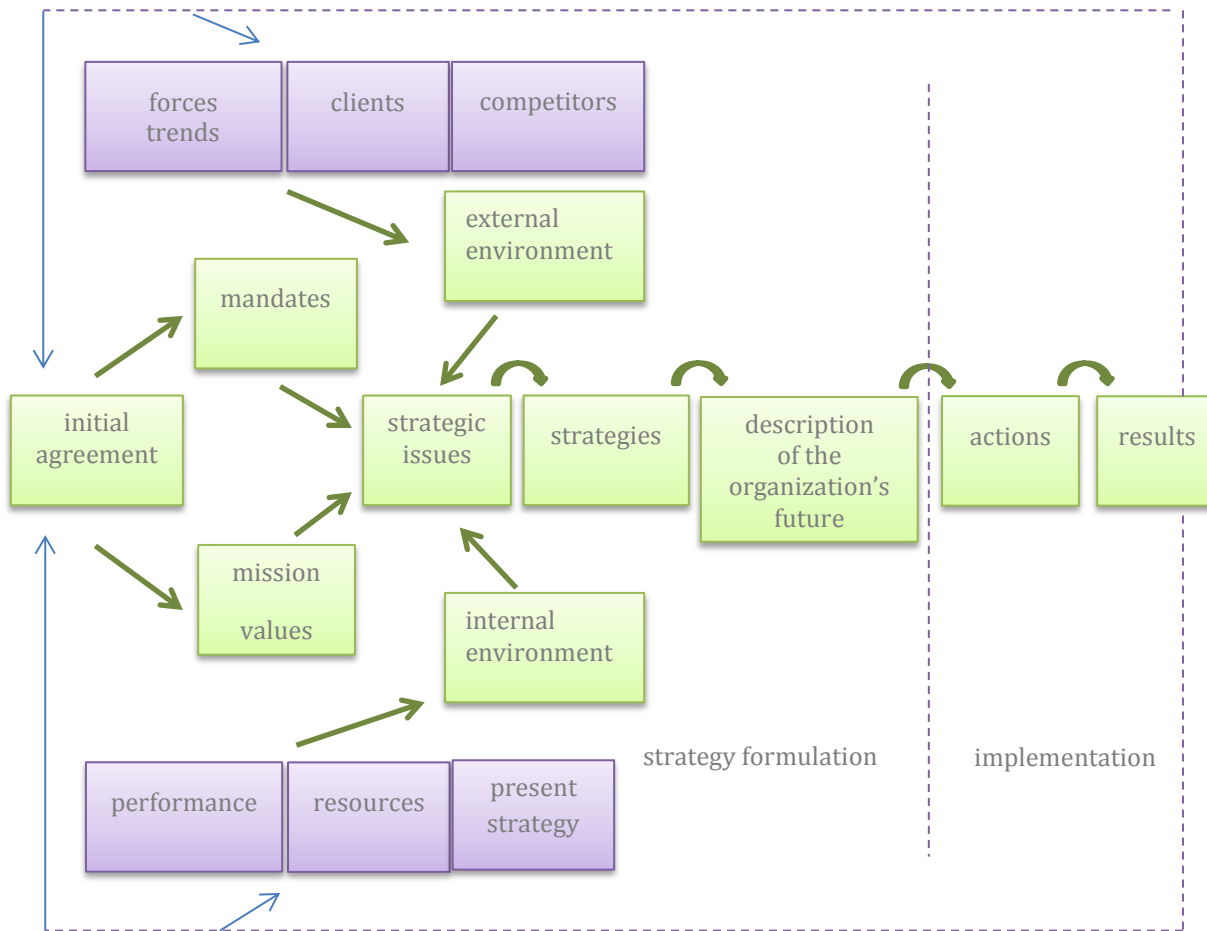 forces
trends
clients
competitors
external
environment
mandates
initial
agreement
strategic
issues
strategies
description
of the
organization’s
future
actions
results
mission
values
internal
environment
strategy formulation
implementation
performance
resources
present
strategy